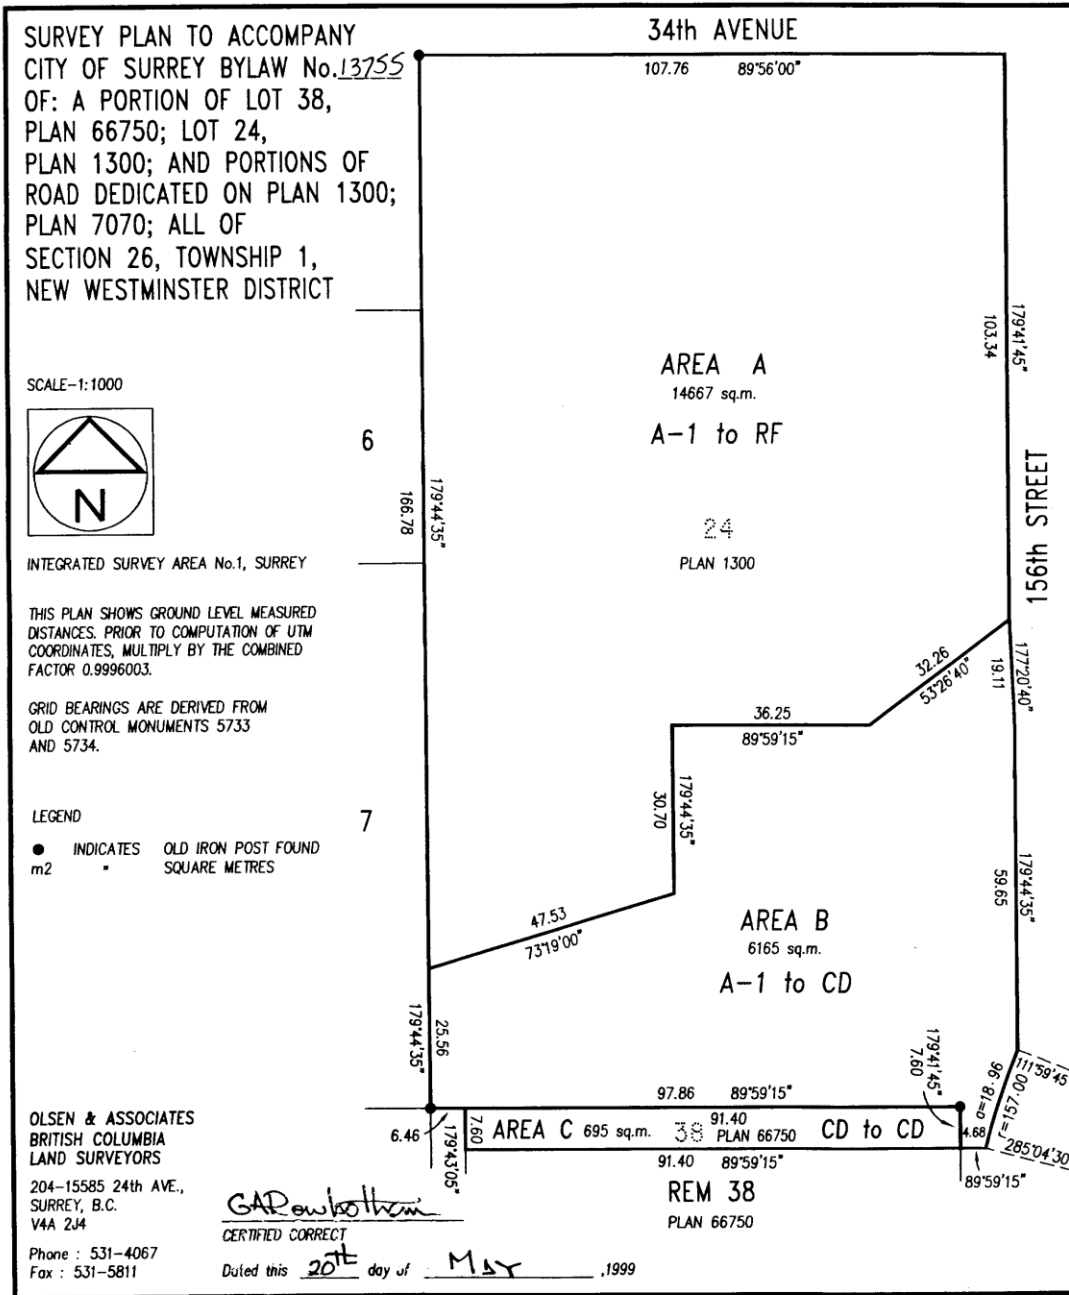 SURVEY PLAN TO ACCOMPANY
CITY OF SURREY BYLAW No. 13755
OF: A PORTION OF LOT 38,
PLAN 66750; LOT 24,
PLAN 1300; AND PORTIONS OF
ROAD DEDICATED ON PLAN 1300;
PLAN 7070; ALL OF
SECTION 26, TOWNSHIP 1,
NEW WESTMINSTER DISTRICT
SCALE-1:1000
N
INTEGRATED SURVEY AREA No.1, SURREY
THIS PLAN SHOWS GROUND LEVEL MEASURED
DISTANCES. PRIOR TO COMPUTATION OF UTM
COORDINATES, MULTIPLY BY THE COMBINED
FACTOR 0.9996003.
GRID BEARINGS ARE DERIVED FROM
OLD CONTROL MONUMENTS 5733
AND 5734.
LEGEND
● INDICATES OLD IRON POST FOUND
m2 " SQUARE METRES
34th AVENUE
107.76 89°56'00"
179°41'45"
103.34
AREA A
14667 sq.m.
A-1 to RF
6
179°44'35"
166.78
24
PLAN 1300
156th STREET
32.26
53°26'40"
177°20'40"
19.11
36.25
89°59'15"
179°44'35"
30.70
7
179°44'35"
59.65
47.53
73°19'00"
AREA B
6165 sq.m.
A-1 to CD
25.56
179°44'35"
179°41'45"
7.60
111°59'45
a=18.96
r=157.00
285°04'30
97.86 89°59'15"
6.46
7.60
179°43'05"
AREA C 695 sq.m. 38 91.40 PLAN 66750 CD to CD
4.68
91.40 89°59'15"
89°59'15"
REM 38
PLAN 66750
OLSEN & ASSOCIATES
BRITISH COLUMBIA
LAND SURVEYORS
204-15585 24th AVE.,
SURREY, B.C.
V4A 2J4
Phone : 531-4067
Fax : 531-5811
CERTIFIED CORRECT
Dated this 20TH day of MAY ,1999